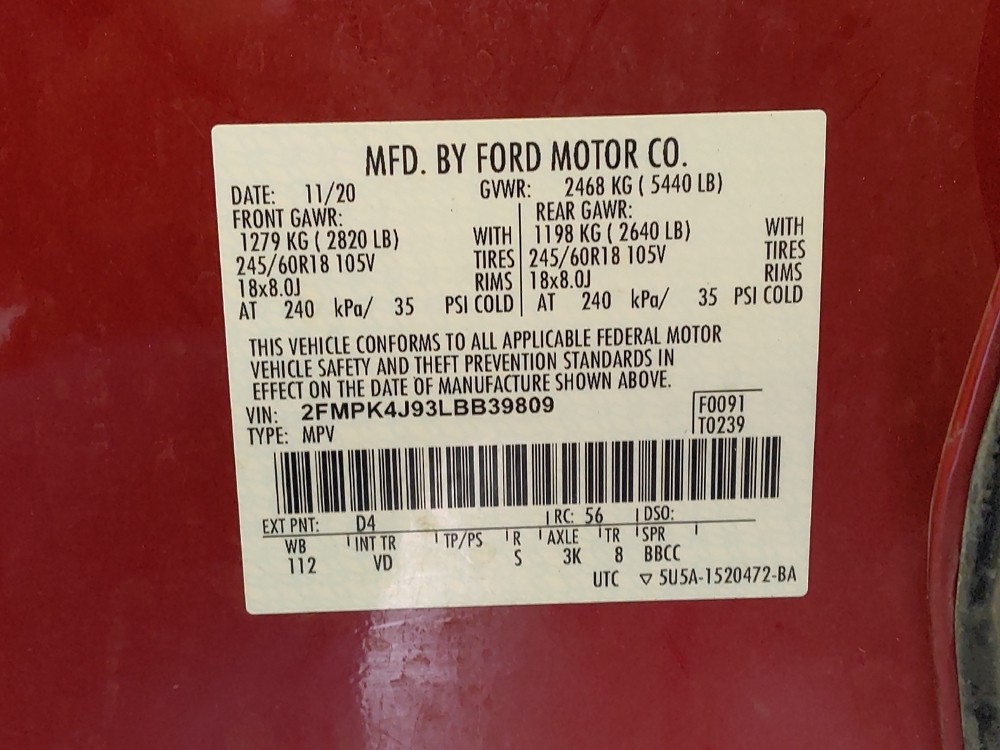 MFD. BY FORD MOTOR CO.
DATE: 11/20 GVWR: 2468 KG ( 5440 LB)
FRONT GAWR: REAR GAWR:
1279 KG ( 2820 LB) WITH 1198 KG ( 2640 LB) WITH
245/60R18 105V TIRES 245/60R18 105V TIRES
18x8.0J RIMS 18x8.0J RIMS
AT 240 kPa/ 35 PSI COLD AT 240 kPa/ 35 PSI COLD
THIS VEHICLE CONFORMS TO ALL APPLICABLE FEDERAL MOTOR
VEHICLE SAFETY AND THEFT PREVENTION STANDARDS IN
EFFECT ON THE DATE OF MANUFACTURE SHOWN ABOVE.
VIN: 2FMPK4J93LBB39809 F0091
TYPE: MPV T0239
EXT PNT: D4 RC: 56 DSO:
WB INT TR TP/PS R AXLE TR SPR
112 VD S 3K 8 BBCC
UTC ▽ 5U5A-1520472-BA